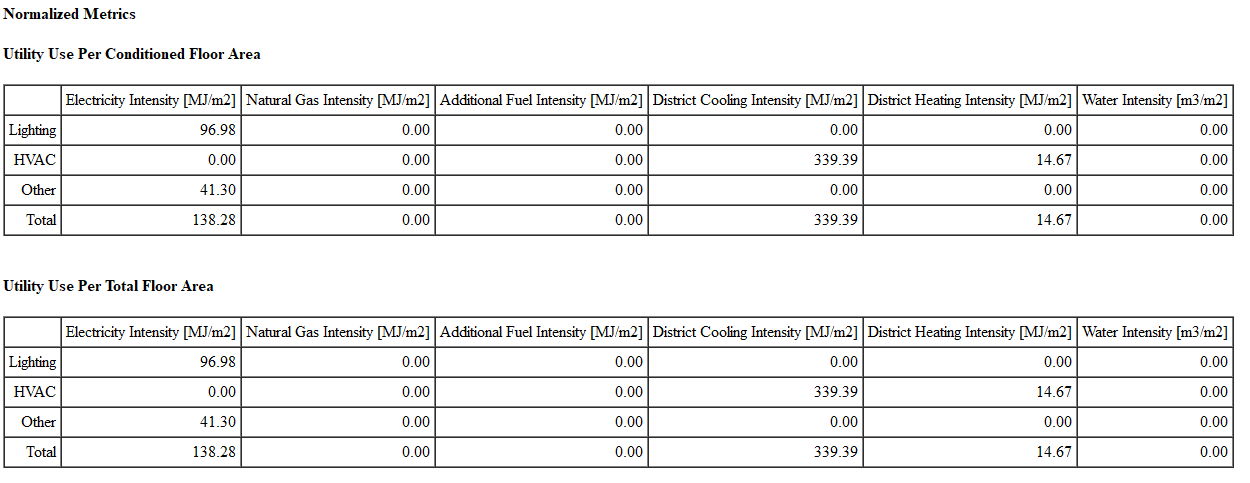 Normalized Metrics
Utility Use Per Conditioned Floor Area
Electricity Intensity [MJ/m2] Natural Gas Intensity [MJ/m2] Additional Fuel Intensity [MJ/m2] District Cooling Intensity [MJ/m2] District Heating Intensity [MJ/m2] Water Intensity [m3/m2]
Lighting 96.98 0.00 0.00 0.00 0.00 0.00
HVAC 0.00 0.00 0.00 339.39 14.67 0.00
Other 41.30 0.00 0.00 0.00 0.00 0.00
Total 138.28 0.00 0.00 339.39 14.67 0.00
Utility Use Per Total Floor Area
Electricity Intensity [MJ/m2] Natural Gas Intensity [MJ/m2] Additional Fuel Intensity [MJ/m2] District Cooling Intensity [MJ/m2] District Heating Intensity [MJ/m2] Water Intensity [m3/m2]
Lighting 96.98 0.00 0.00 0.00 0.00 0.00
HVAC 0.00 0.00 0.00 339.39 14.67 0.00
Other 41.30 0.00 0.00 0.00 0.00 0.00
Total 138.28 0.00 0.00 339.39 14.67 0.00